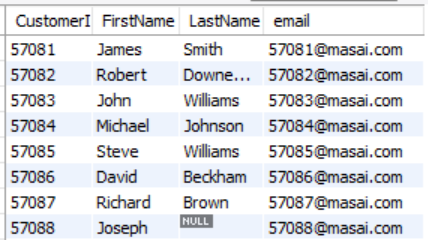 CustomerI FirstName LastName email
57081 James Smith 57081@masai.com
57082 Robert Downe... 57082@masai.com
57083 John Williams 57083@masai.com
57084 Michael Johnson 57084@masai.com
57085 Steve Williams 57085@masai.com
57086 David Beckham 57086@masai.com
57087 Richard Brown 57087@masai.com
57088 Joseph NULL 57088@masai.com